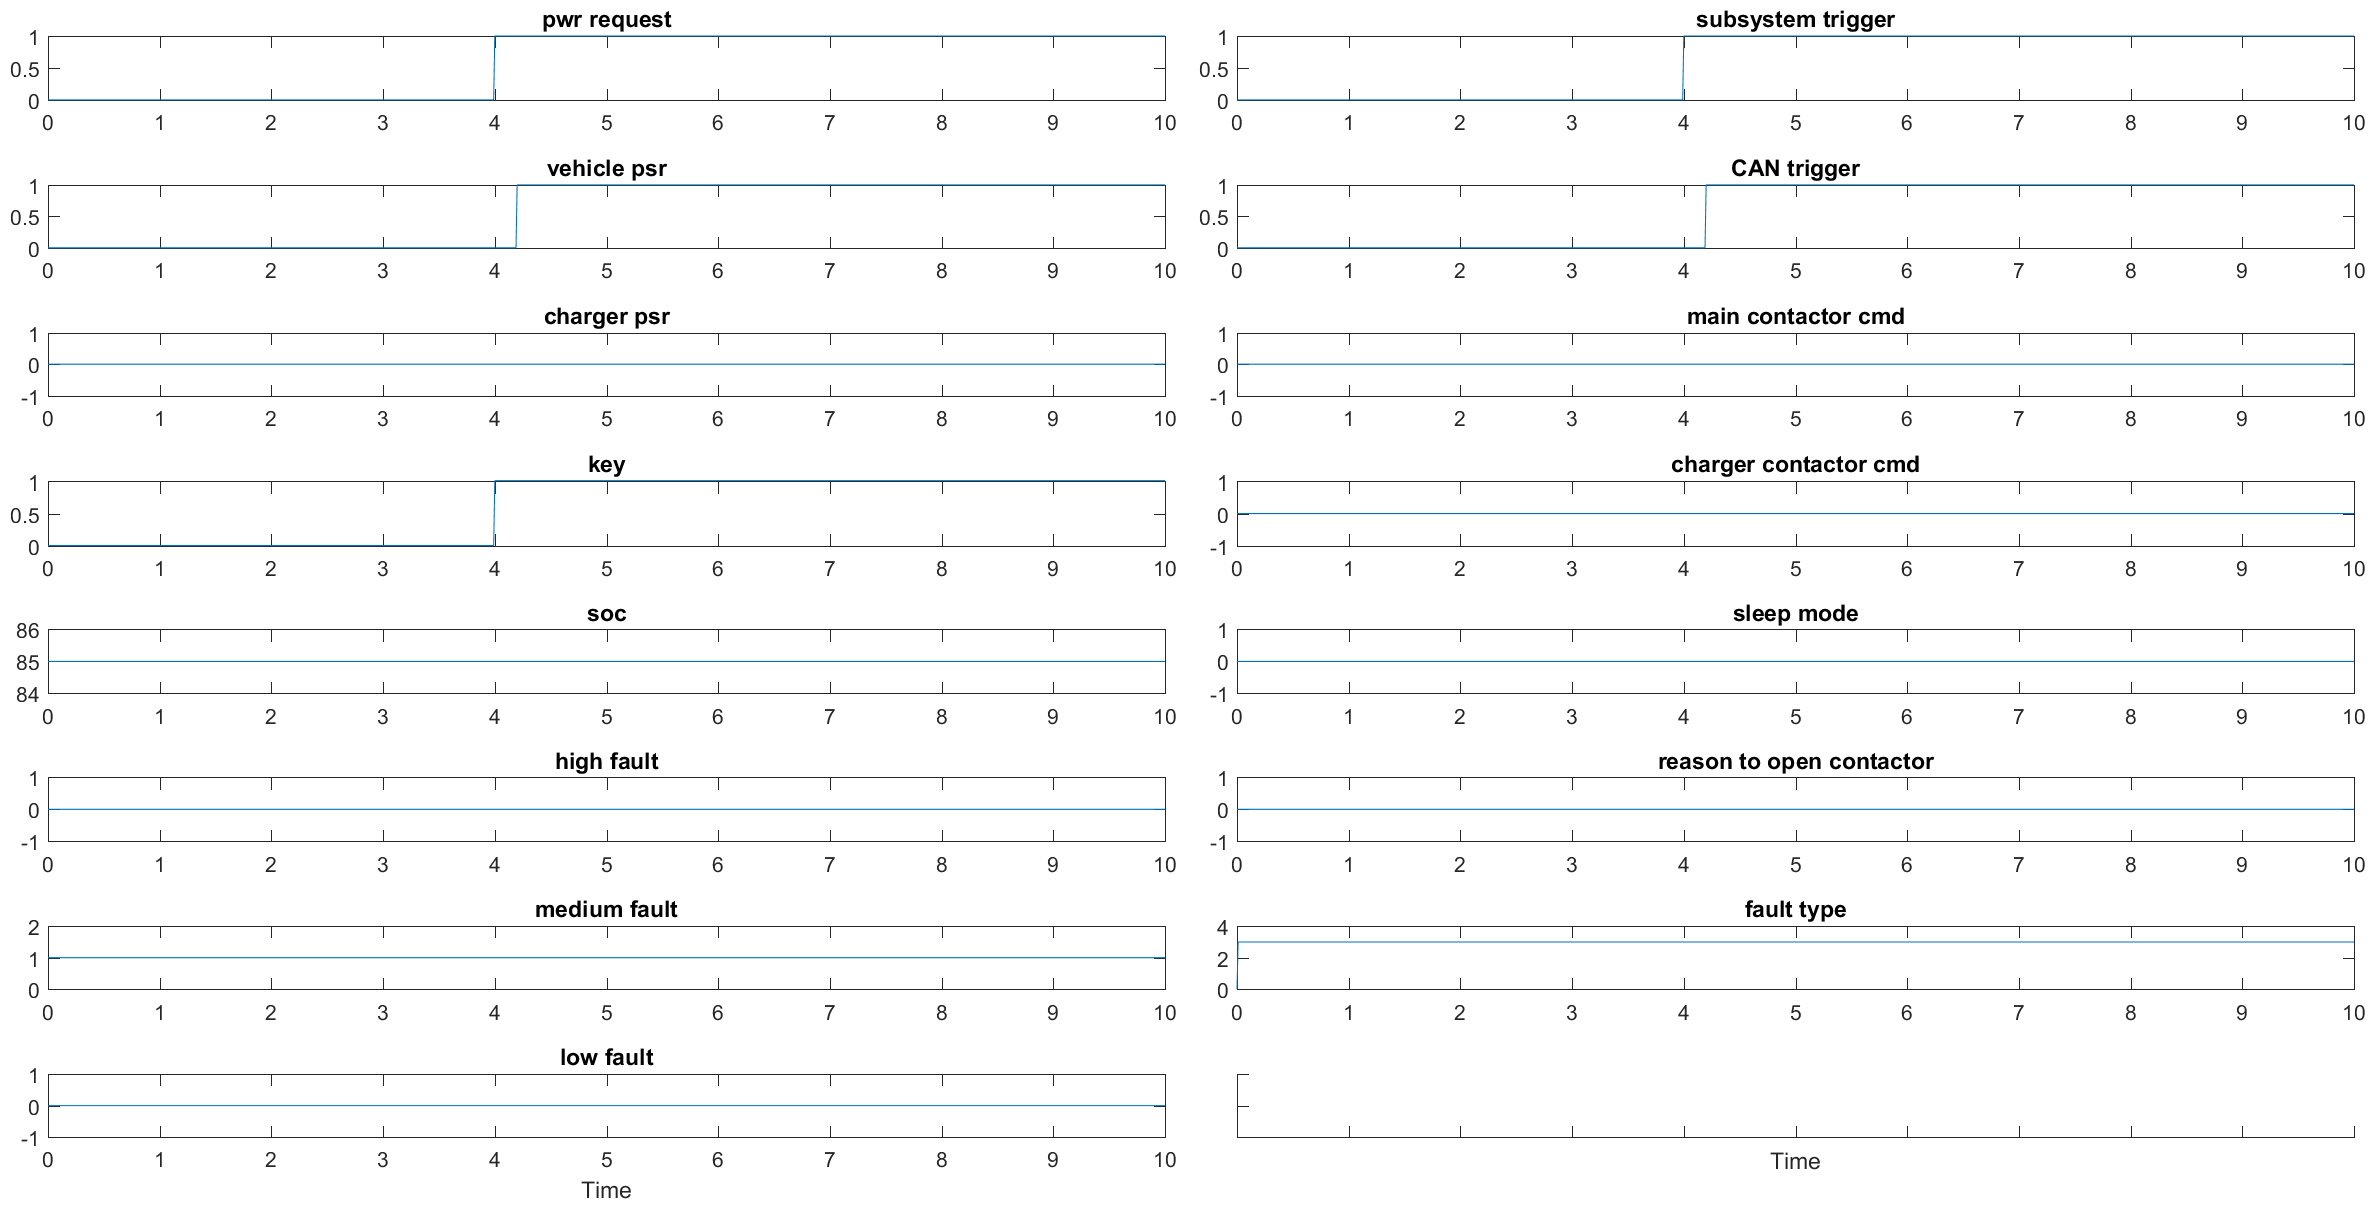 pwr request
1
0.5
0
0 1 2 3 4 5 6 7 8 9 10
subsystem trigger
1
0.5
0
0 1 2 3 4 5 6 7 8 9 10
vehicle psr
1
0.5
0
0 1 2 3 4 5 6 7 8 9 10
CAN trigger
1
0.5
0
0 1 2 3 4 5 6 7 8 9 10
charger psr
1
0
-1
0 1 2 3 4 5 6 7 8 9 10
main contactor cmd
1
0
-1
0 1 2 3 4 5 6 7 8 9 10
key
1
0.5
0
0 1 2 3 4 5 6 7 8 9 10
charger contactor cmd
1
0
-1
0 1 2 3 4 5 6 7 8 9 10
soc
86
85
84
0 1 2 3 4 5 6 7 8 9 10
sleep mode
1
0
-1
0 1 2 3 4 5 6 7 8 9 10
high fault
1
0
-1
0 1 2 3 4 5 6 7 8 9 10
reason to open contactor
1
0
-1
0 1 2 3 4 5 6 7 8 9 10
medium fault
2
1
0
0 1 2 3 4 5 6 7 8 9 10
fault type
4
2
0
0 1 2 3 4 5 6 7 8 9 10
low fault
1
0
-1
0 1 2 3 4 5 6 7 8 9 10
Time
Time